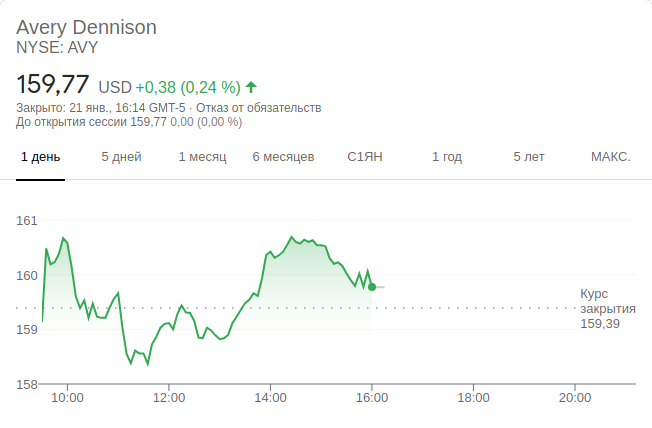 Avery Dennison
NYSE: AVY
159,77 USD +0,38 (0,24 %)
Закрыто: 21 янв., 16:14 GMT-5 · Отказ от обязательств
До открытия сессии 159,77 0,00 (0,00 %)
1 день 5 дней 1 месяц 6 месяцев С1ЯН 1 год 5 лет МАКС.
161
160
Курс
закрытия
159,39
159
158
10:00 12:00 14:00 16:00 18:00 20:00